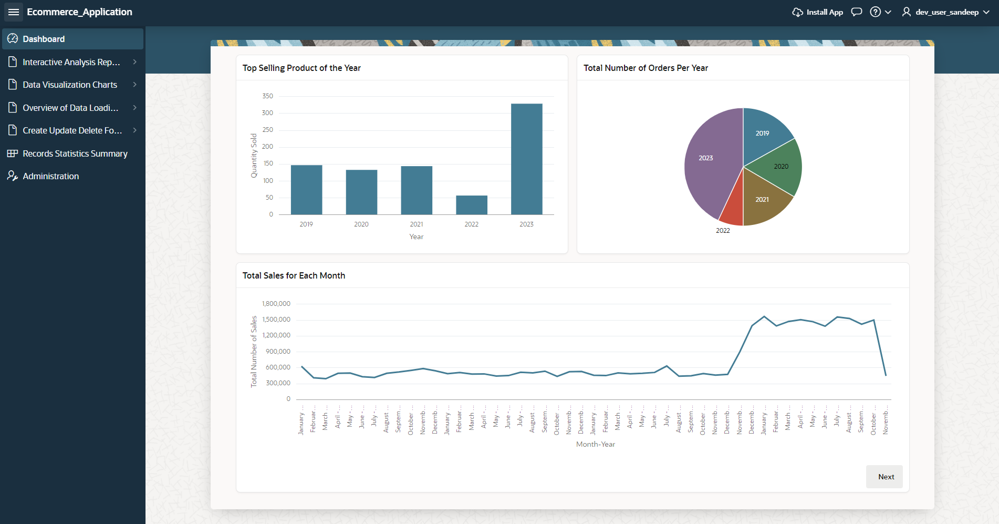 Ecommerce_Application
Install App
dev_user_sandeep
Dashboard
Interactive Analysis Rep...
Data Visualization Charts
Overview of Data Loadi...
Create Update Delete Fo...
Records Statistics Summary
Administration
Top Selling Product of the Year
350
300
250
200
150
100
50
0
Quantity Sold
2019 2020 2021 2022 2023
Year
Total Number of Orders Per Year
2019
2020
2021
2022
2023
Total Sales for Each Month
1,800,000
1,500,000
1,200,000
900,000
600,000
300,000
0
Total Number of Sales
January ...
Februar...
March ...
April -...
May -...
June -...
July -...
August ...
Septem...
October ...
Novemb...
Decemb...
January ...
Februar...
March ...
April -...
May -...
June -...
July -...
August ...
Septem...
October ...
Novemb...
Decemb...
January ...
Februar...
March ...
April -...
May -...
June -...
July -...
August ...
Septem...
October ...
Novemb...
Decemb...
Novemb...
Decemb...
January ...
Februar...
March ...
April -...
May -...
June -...
July -...
August ...
Septem...
October ...
Novemb...
Month-Year
Next